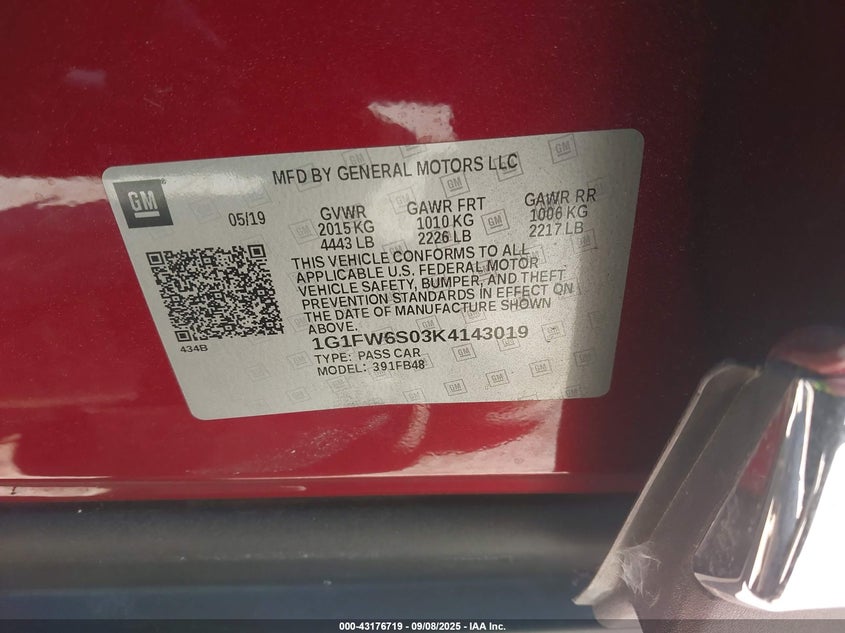 MFD BY GENERAL MOTORS LLC
GM
05/19
GVWR
2015 KG
4443 LB
GAWR FRT
1010 KG
2226 LB
GAWR RR
1006 KG
2217 LB
THIS VEHICLE CONFORMS TO ALL
APPLICABLE U.S. FEDERAL MOTOR
VEHICLE SAFETY, BUMPER, AND THEFT
PREVENTION STANDARDS IN EFFECT ON
THE DATE OF MANUFACTURE SHOWN
ABOVE.
434B
1G1FW6S03K4143019
TYPE: PASS CAR
MODEL: 391FB48
000-43176719 - 09/08/2025 - IAA Inc.